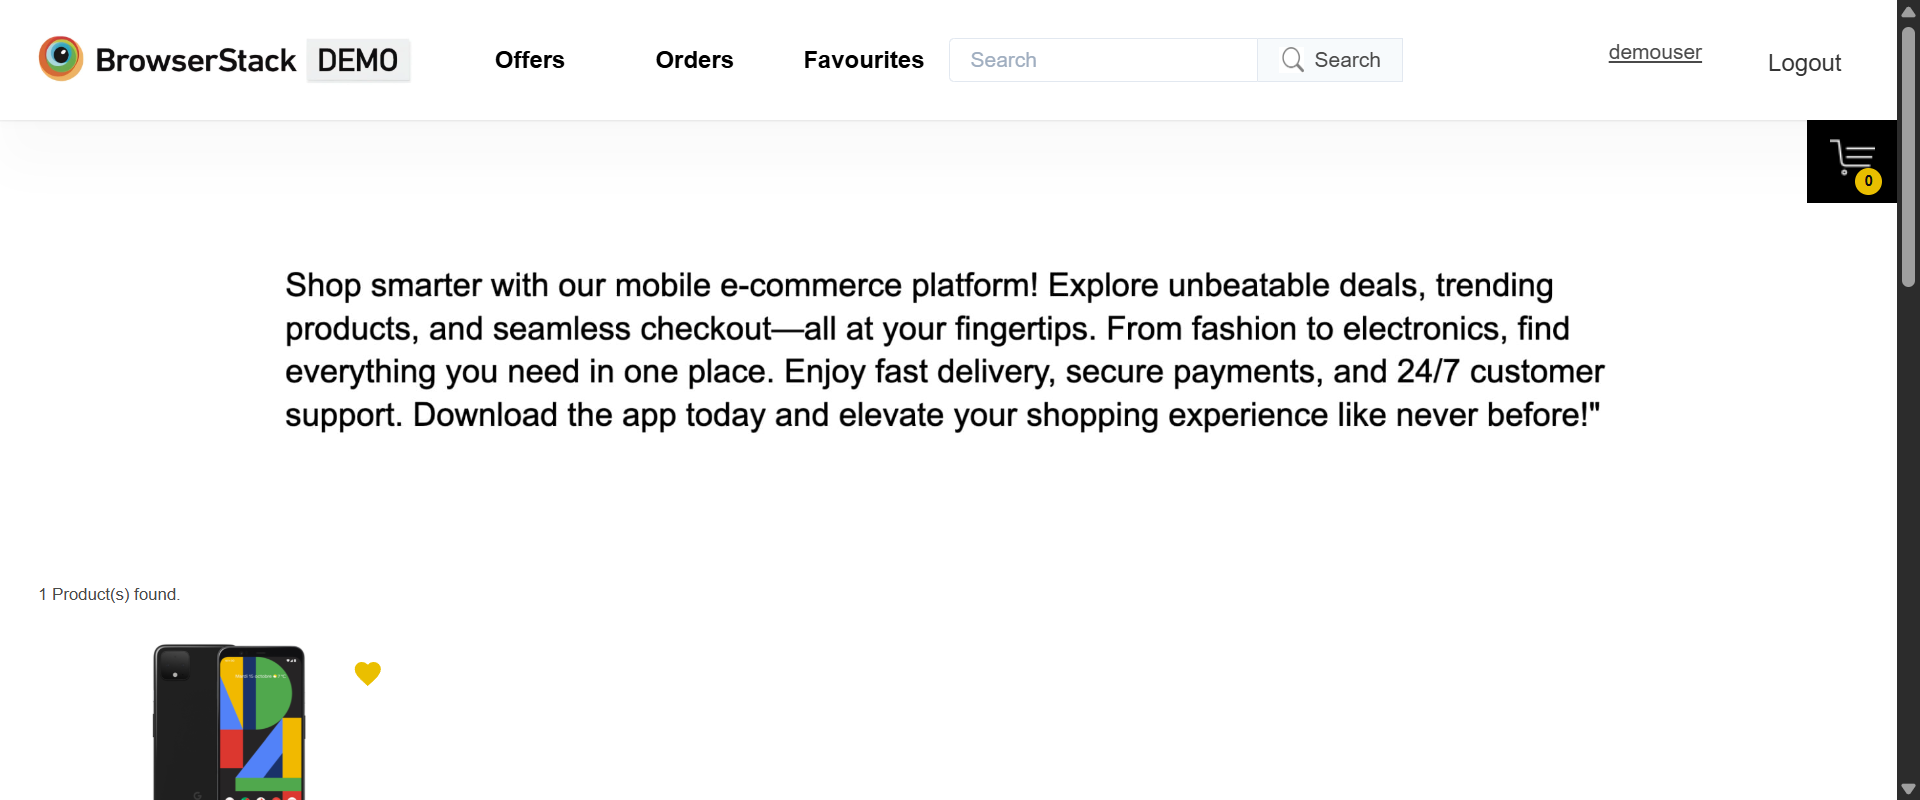 BrowserStack DEMO
Offers
Orders
Favourites
Search
Search
demouser
Logout
0
Shop smarter with our mobile e-commerce platform! Explore unbeatable deals, trending
products, and seamless checkout—all at your fingertips. From fashion to electronics, find
everything you need in one place. Enjoy fast delivery, secure payments, and 24/7 customer
support. Download the app today and elevate your shopping experience like never before!"
1 Product(s) found.